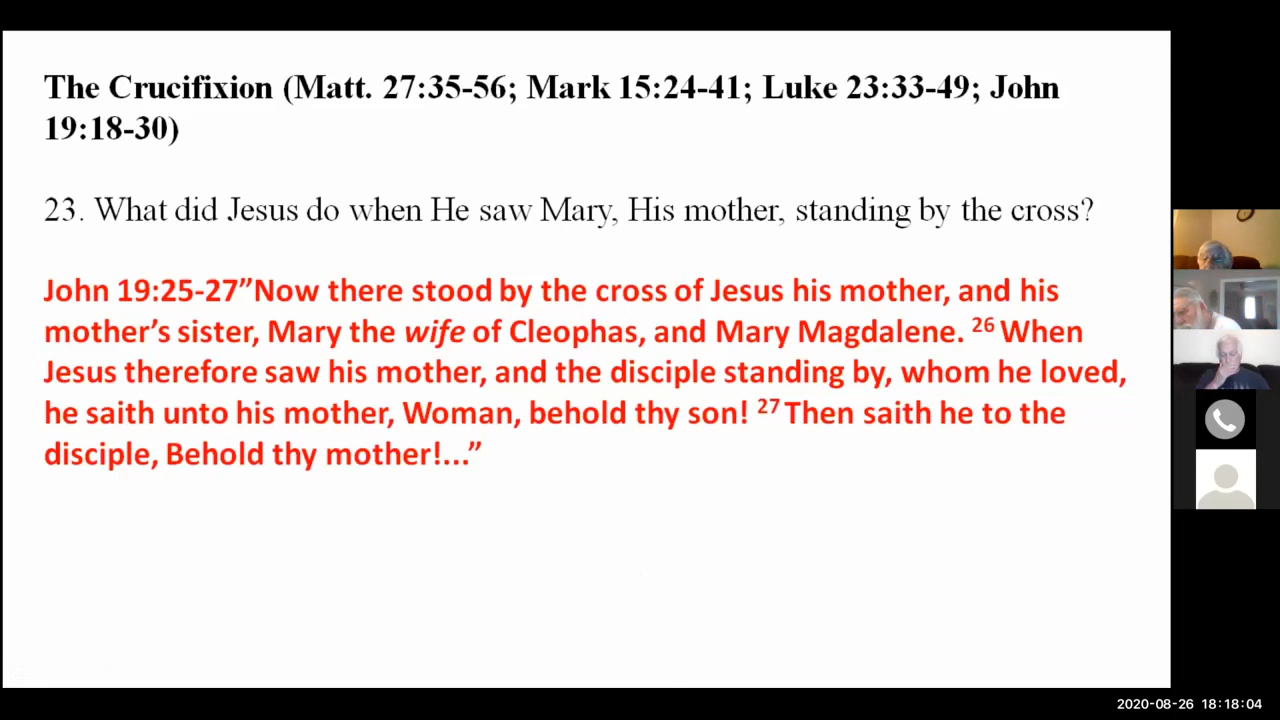 The Crucifixion (Matt. 27:35-56; Mark 15:24-41; Luke 23:33-49; John
19:18-30)
23. What did Jesus do when He saw Mary, His mother, standing by the cross?
John 19:25-27”Now there stood by the cross of Jesus his mother, and his
mother’s sister, Mary the wife of Cleophas, and Mary Magdalene. 26 When
Jesus therefore saw his mother, and the disciple standing by, whom he loved,
he saith unto his mother, Woman, behold thy son! 27 Then saith he to the
disciple, Behold thy mother!...”
2020-08-26 18:18:04